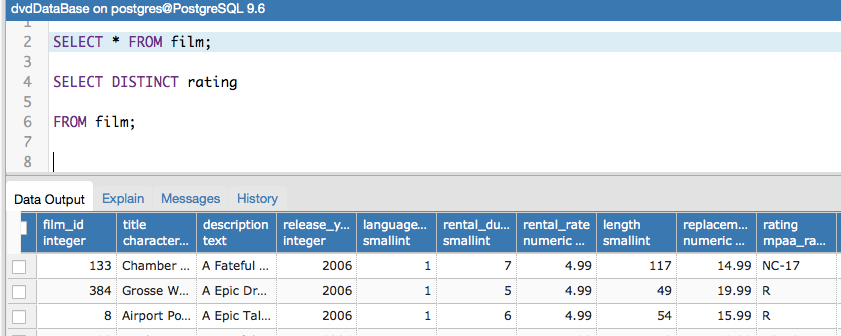 dvdDataBase on postgres@PostgreSQL 9.6
1
2 SELECT * FROM film;
3
4 SELECT DISTINCT rating
5
6 FROM film;
7
8
Data Output Explain Messages History
film_id title description release_y... language... rental_du... rental_rate length replacem... rating
integer character... text integer smallint smallint numeric ... smallint numeric ... mpaa_ra...
133 Chamber ... A Fateful ... 2006 1 7 4.99 117 14.99 NC-17
384 Grosse W... A Epic Dr... 2006 1 5 4.99 49 19.99 R
8 Airport Po... A Epic Tal... 2006 1 6 4.99 54 15.99 R